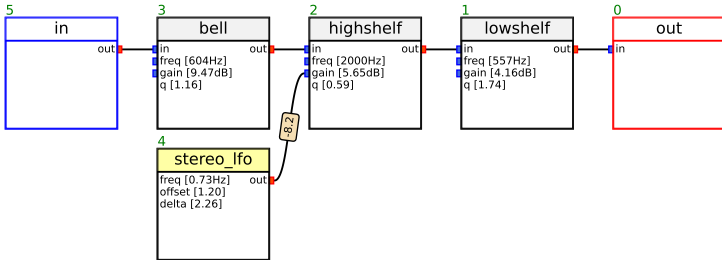 5
in
out
3
bell
in
out
freq [604Hz]
gain [9.47dB]
q [1.16]
2
highshelf
in
out
freq [2000Hz]
gain [5.65dB]
q [0.59]
1
lowshelf
in
out
freq [557Hz]
gain [4.16dB]
q [1.74]
0
out
in
-8.2
4
stereo_lfo
freq [0.73Hz]
out
offset [1.20]
delta [2.26]